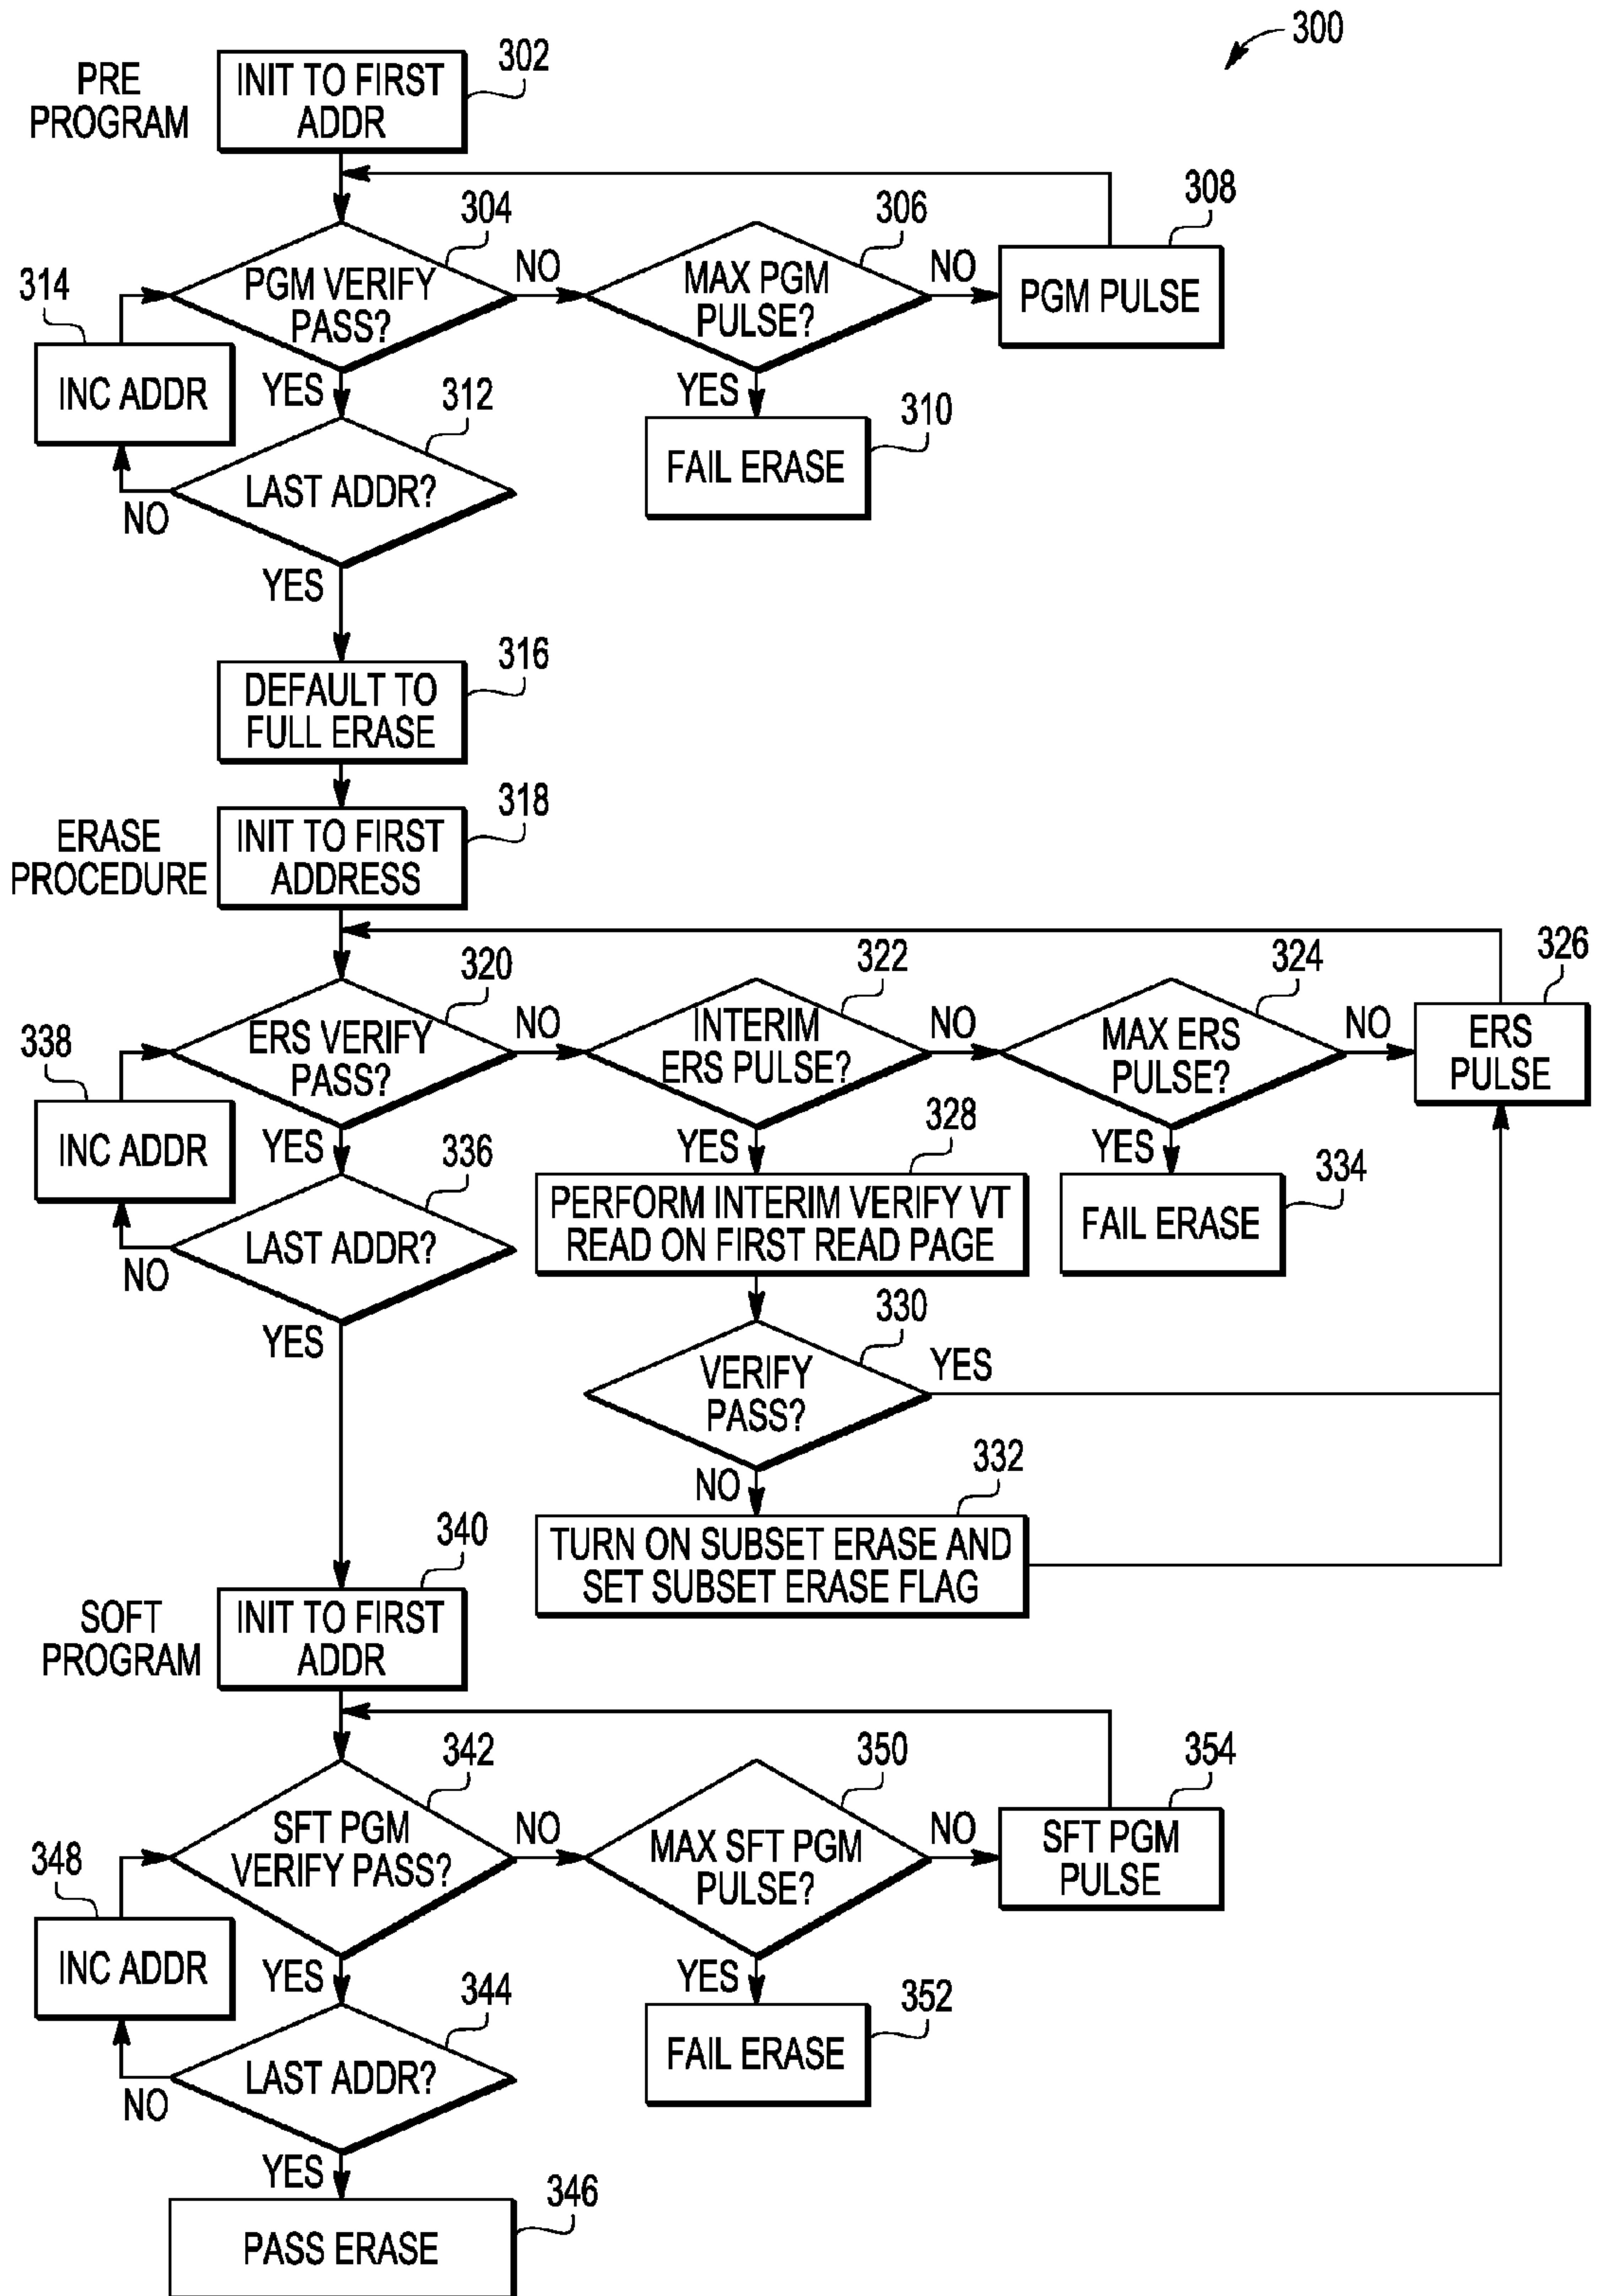 300
PRE
PROGRAM
INIT TO FIRST
ADDR
302
304
PGM VERIFY
PASS?
NO
306
MAX PGM
PULSE?
NO
308
PGM PULSE
314
INC ADDR
YES
312
LAST ADDR?
NO
YES
YES
310
FAIL ERASE
316
DEFAULT TO
FULL ERASE
ERASE
PROCEDURE
318
INIT TO FIRST
ADDRESS
320
ERS VERIFY
PASS?
NO
322
INTERIM
ERS PULSE?
NO
324
MAX ERS
PULSE?
NO
326
ERS
PULSE
338
INC ADDR
YES
336
LAST ADDR?
NO
YES
YES
328
PERFORM INTERIM VERIFY VT
READ ON FIRST READ PAGE
YES
334
FAIL ERASE
330
VERIFY
PASS?
YES
NO
332
TURN ON SUBSET ERASE AND
SET SUBSET ERASE FLAG
SOFT
PROGRAM
340
INIT TO FIRST
ADDR
342
SFT PGM
VERIFY PASS?
NO
350
MAX SFT PGM
PULSE?
NO
354
SFT PGM
PULSE
348
INC ADDR
YES
344
LAST ADDR?
NO
YES
YES
352
FAIL ERASE
346
PASS ERASE